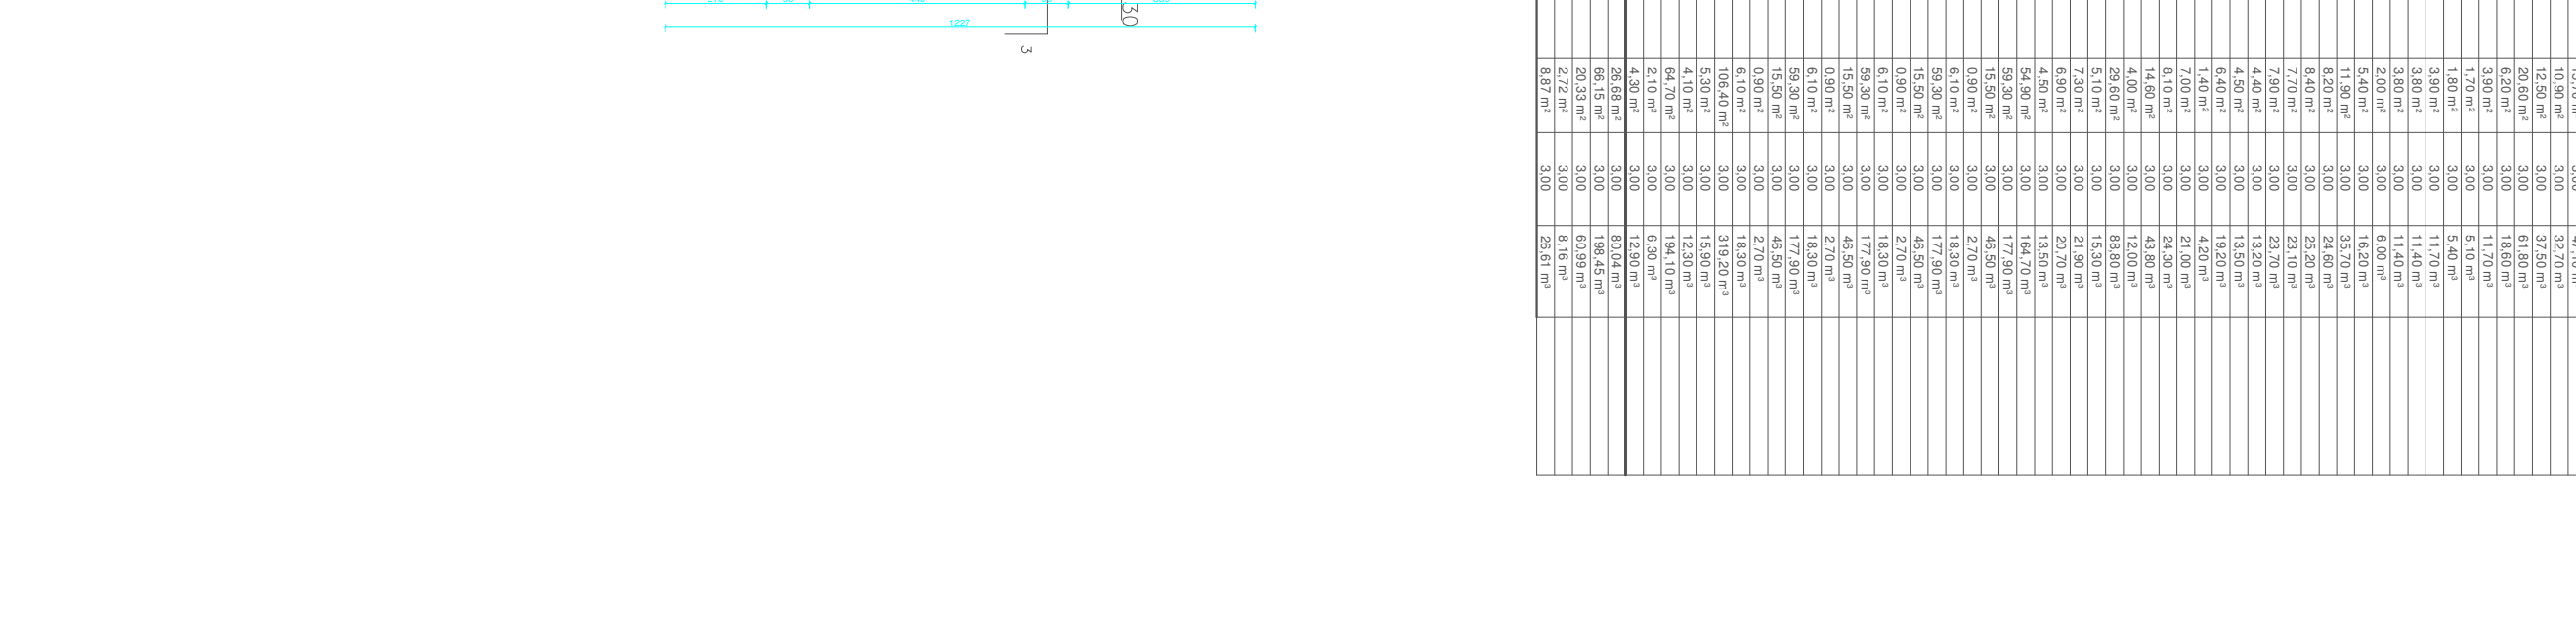 10,90 m² 3,00 32,70 m³
12,50 m² 3,00 37,50 m³
20,60 m² 3,00 61,80 m³
6,20 m² 3,00 18,60 m³
3,90 m² 3,00 11,70 m³
1,70 m² 3,00 5,10 m³
1,80 m² 3,00 5,40 m³
3,90 m² 3,00 11,70 m³
3,80 m² 3,00 11,40 m³
3,80 m² 3,00 11,40 m³
2,00 m² 3,00 6,00 m³
5,40 m² 3,00 16,20 m³
11,90 m² 3,00 35,70 m³
8,20 m² 3,00 24,60 m³
8,40 m² 3,00 25,20 m³
7,70 m² 3,00 23,10 m³
7,90 m² 3,00 23,70 m³
4,40 m² 3,00 13,20 m³
4,50 m² 3,00 13,50 m³
6,40 m² 3,00 19,20 m³
1,40 m² 3,00 4,20 m³
7,00 m² 3,00 21,00 m³
8,10 m² 3,00 24,30 m³
14,60 m² 3,00 43,80 m³
4,00 m² 3,00 12,00 m³
29,60 m² 3,00 88,80 m³
5,10 m² 3,00 15,30 m³
7,30 m² 3,00 21,90 m³
6,90 m² 3,00 20,70 m³
4,50 m² 3,00 13,50 m³
54,90 m² 3,00 164,70 m³
59,30 m² 3,00 177,90 m³
15,50 m² 3,00 46,50 m³
0,90 m² 3,00 2,70 m³
6,10 m² 3,00 18,30 m³
59,30 m² 3,00 177,90 m³
15,50 m² 3,00 46,50 m³
0,90 m² 3,00 2,70 m³
6,10 m² 3,00 18,30 m³
59,30 m² 3,00 177,90 m³
15,50 m² 3,00 46,50 m³
0,90 m² 3,00 2,70 m³
6,10 m² 3,00 18,30 m³
59,30 m² 3,00 177,90 m³
15,50 m² 3,00 46,50 m³
0,90 m² 3,00 2,70 m³
6,10 m² 3,00 18,30 m³
106,40 m² 3,00 319,20 m³
5,30 m² 3,00 15,90 m³
4,10 m² 3,00 12,30 m³
64,70 m² 3,00 194,10 m³
2,10 m² 3,00 6,30 m³
4,30 m² 3,00 12,90 m³
26,68 m² 3,00 80,04 m³
66,15 m² 3,00 198,45 m³
20,33 m² 3,00 60,99 m³
2,72 m² 3,00 8,16 m³
8,87 m² 3,00 26,61 m³
30
3
1227